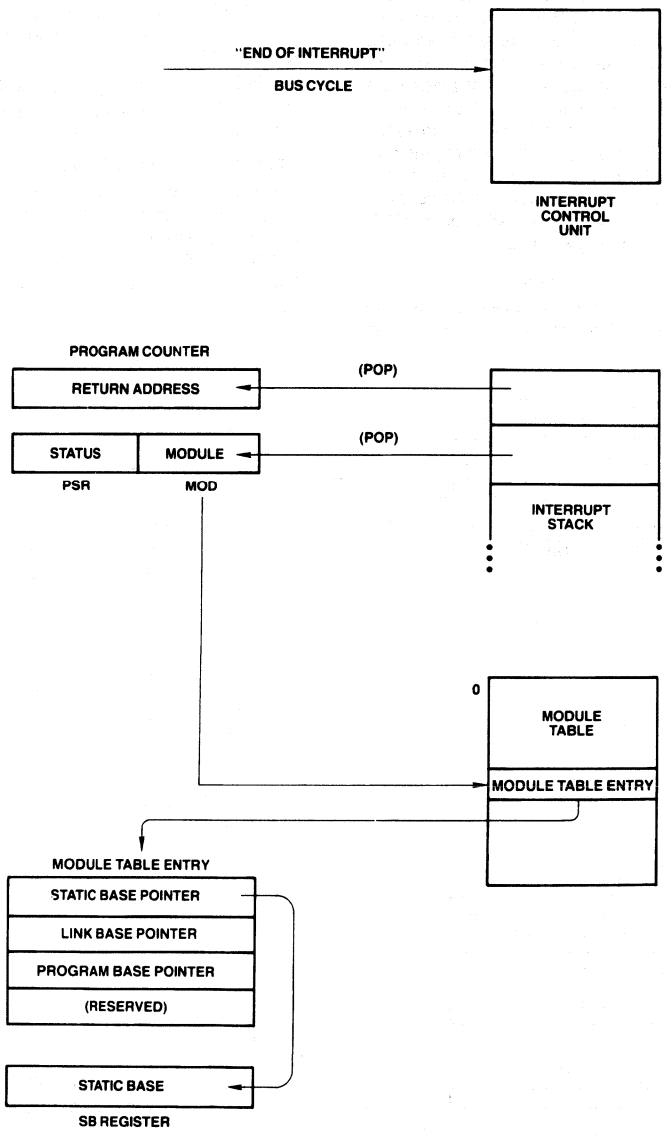 "END OF INTERRUPT"
BUS CYCLE
INTERRUPT
CONTROL
UNIT
PROGRAM COUNTER
(POP)
RETURN ADDRESS
(POP)
STATUS
MODULE
PSR
MOD
INTERRUPT
STACK
0
MODULE
TABLE
MODULE TABLE ENTRY
MODULE TABLE ENTRY
STATIC BASE POINTER
LINK BASE POINTER
PROGRAM BASE POINTER
(RESERVED)
STATIC BASE
SB REGISTER